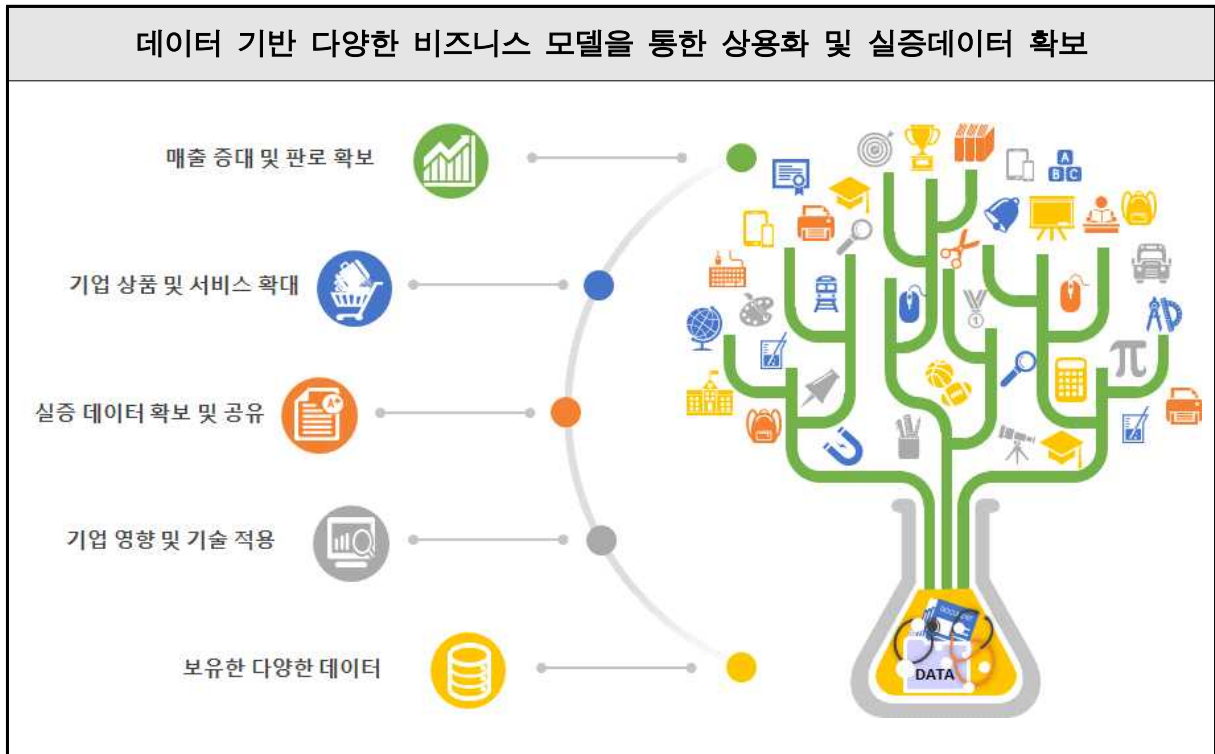 데이터 기반 다양한 비즈니스 모델을 통한 상용화 및 실증데이터 확보
매출 증대 및 판로 확보
기업 상품 및 서비스 확대
실증 데이터 확보 및 공유
A+
기업 영향 및 기술 적용
보유한 다양한 데이터
A
B C
1
π
DATA